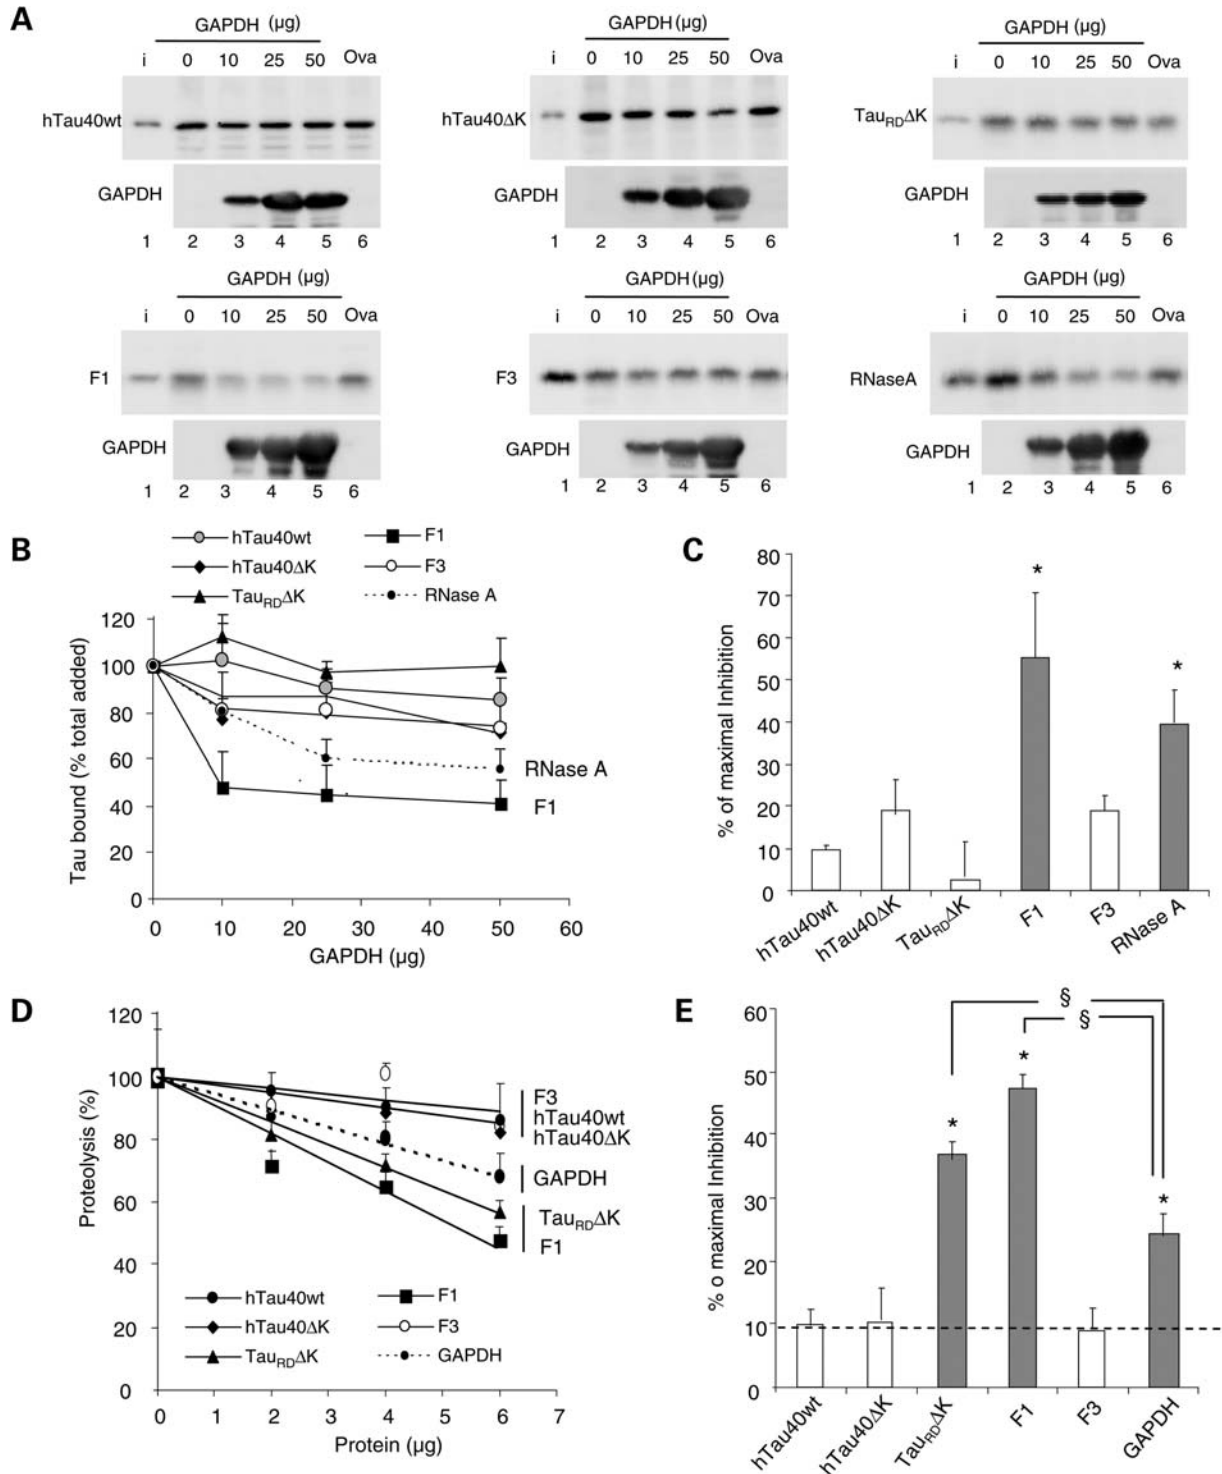 A
GAPDH (µg) GAPDH (µg) GAPDH (µg)
i 0 10 25 50 Ova i 0 10 25 50 Ova i 0 10 25 50 Ova
hTau40wt hTau40ΔK TauRDΔK
GAPDH GAPDH GAPDH
1 2 3 4 5 6 1 2 3 4 5 6 1 2 3 4 5 6
GAPDH (µg) GAPDH (µg) GAPDH (µg)
i 0 10 25 50 Ova i 0 10 25 50 Ova i 0 10 25 50 Ova
F1 F3 RNaseA
GAPDH GAPDH GAPDH
1 2 3 4 5 6 1 2 3 4 5 6 1 2 3 4 5 6
B
hTau40wt F1
hTau40ΔK F3
TauRDΔK RNase A
Tau bound (% total added)
120
100
80
60
40
20
0
RNase A
F1
0 10 20 30 40 50 60
GAPDH (µg)
C
% of maximal Inhibition
80
70
60
50
40
30
20
10
0
* *
hTau40wt hTau40ΔK TauRDΔK F1 F3 RNase A
D
Proteolysis (%)
120
100
80
60
40
20
0
F3
hTau40wt
hTau40ΔK
GAPDH
TauRDΔK
F1
hTau40wt F1
hTau40ΔK F3
TauRDΔK GAPDH
0 1 2 3 4 5 6 7
Protein (µg)
E
% o maximal Inhibition
60
50
40
30
20
10
0
§
§
* * *
hTau40wt hTau40ΔK TauRDΔK F1 F3 GAPDH